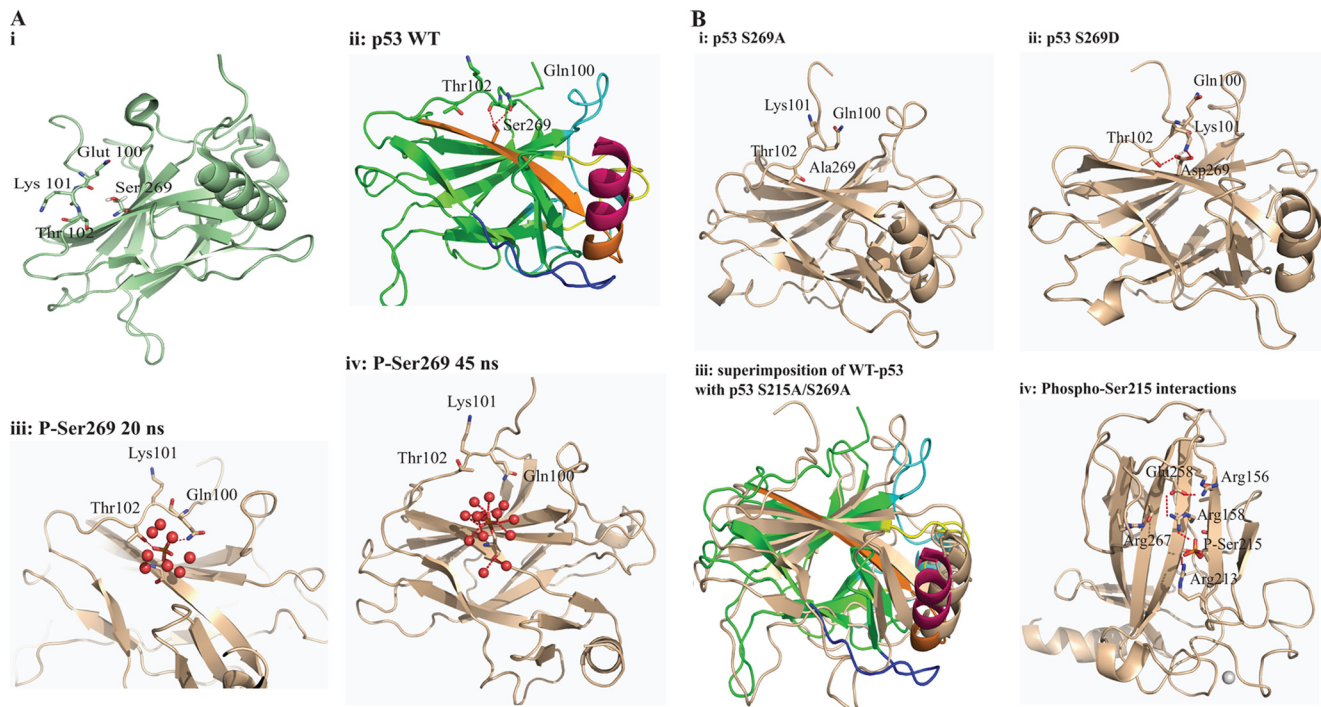 A
i
Glut 100
Lys 101
Ser 269
Thr 102
ii: p53 WT
Gln100
Thr102
Ser269
iii: P-Ser269 20 ns
Lys101
Thr102
Gln100
iv: P-Ser269 45 ns
Lys101
Thr102
Gln100
B
i: p53 S269A
Lys101
Gln100
Thr102
Ala269
ii: p53 S269D
Gln100
Lys101
Thr102
Asp269
iii: superimposition of WT-p53
with p53 S215A/S269A
iv: Phospho-Ser215 interactions
Glu258
Arg156
Arg158
Arg267
P-Ser215
Arg213